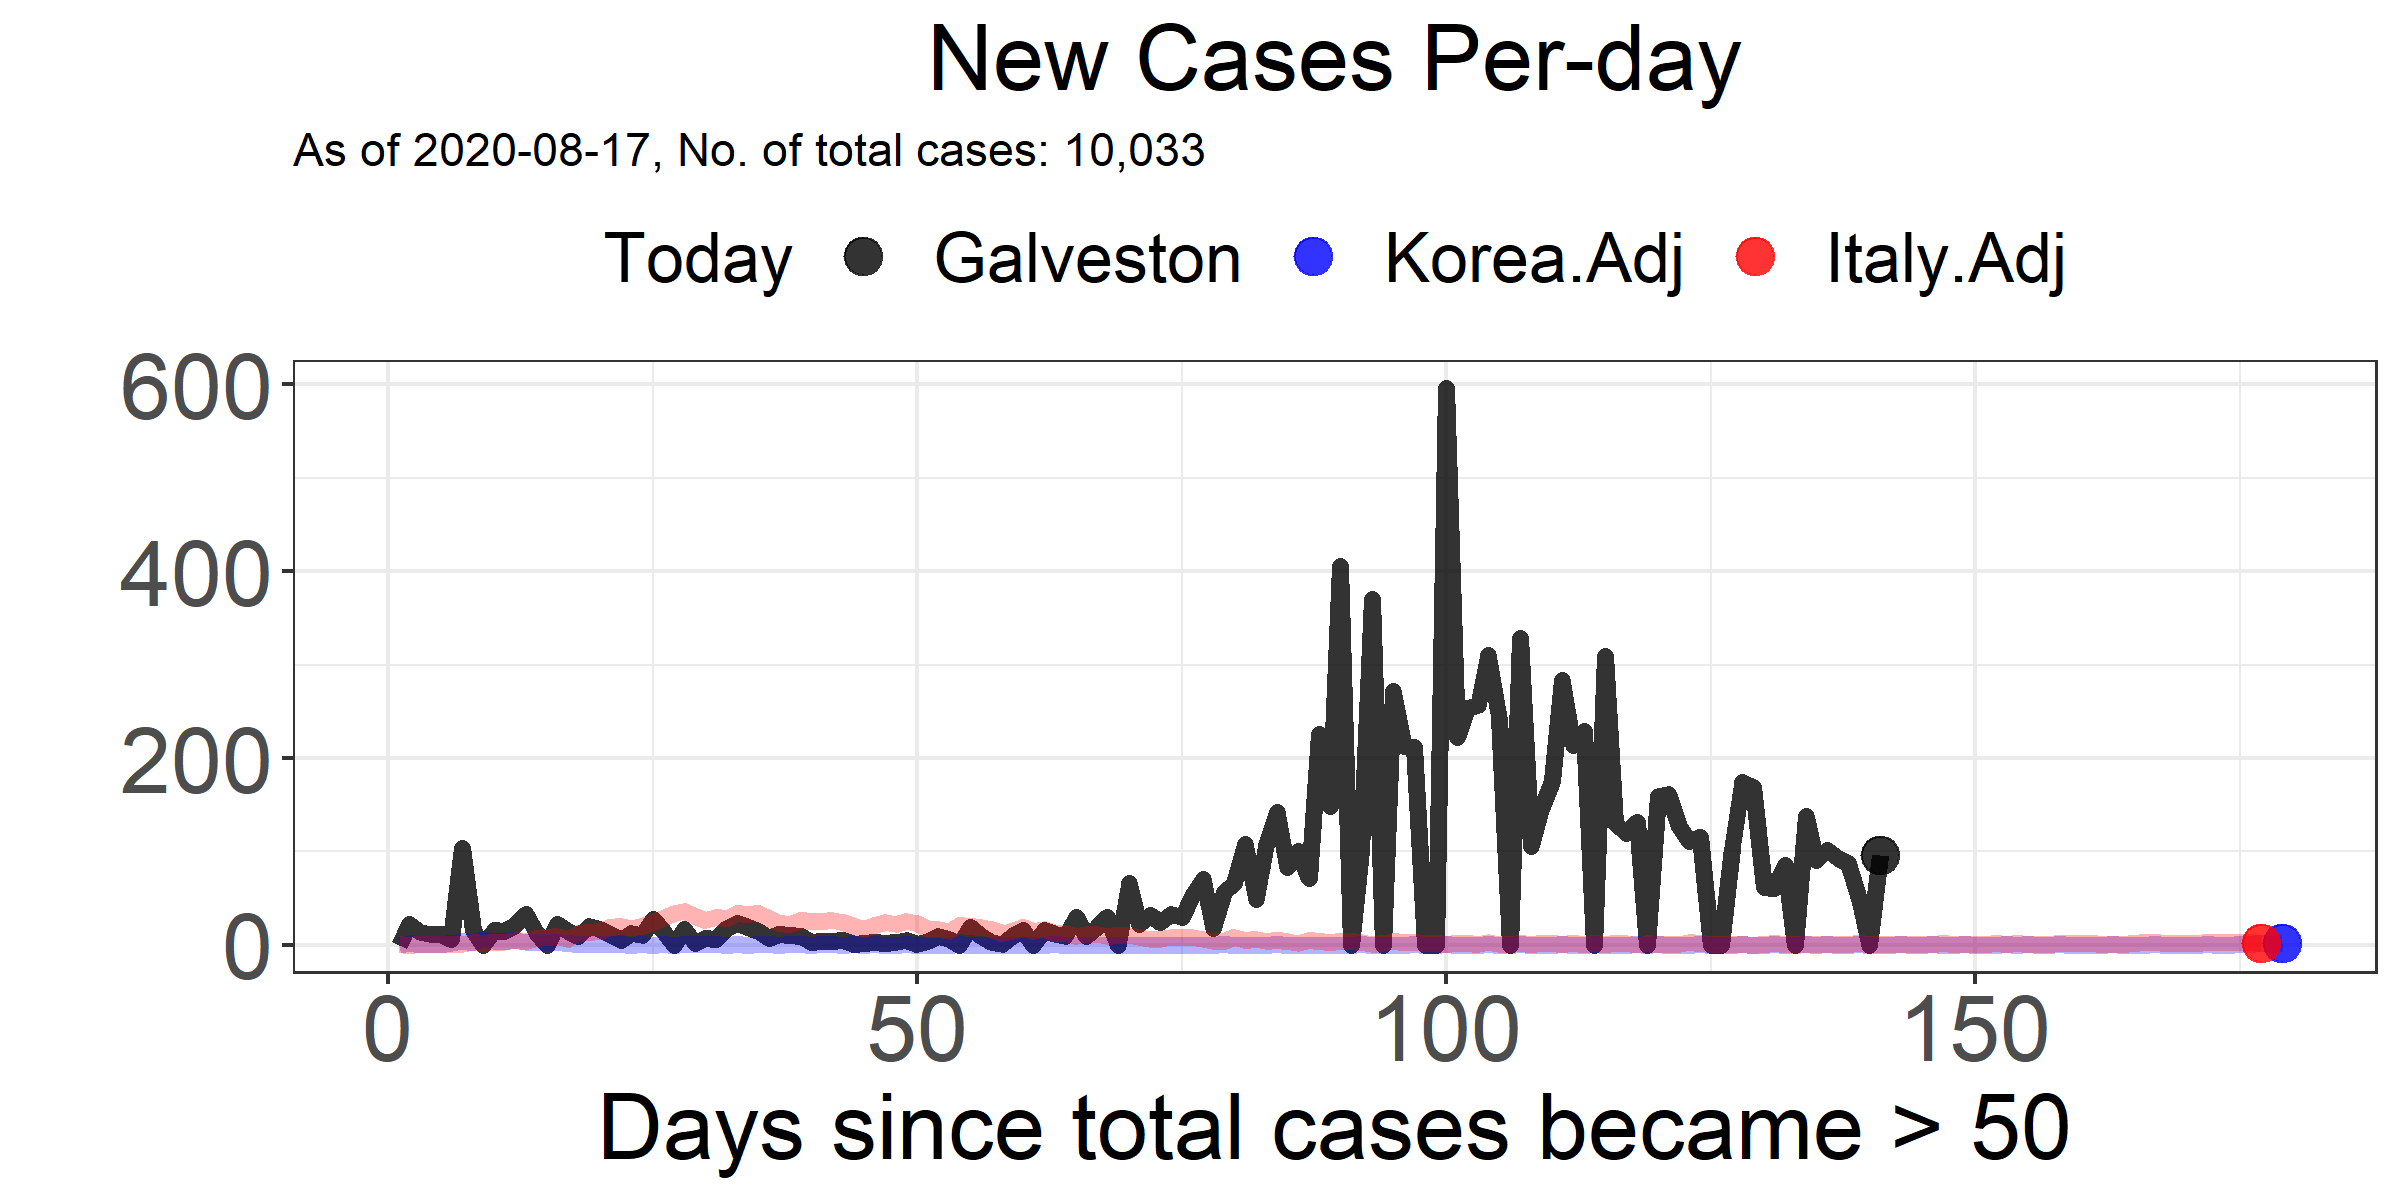 New Cases Per-day
As of 2020-08-17, No. of total cases: 10,033
Today Galveston Korea.Adj Italy.Adj
600
400
200
0
0 50 100 150
Days since total cases became > 50